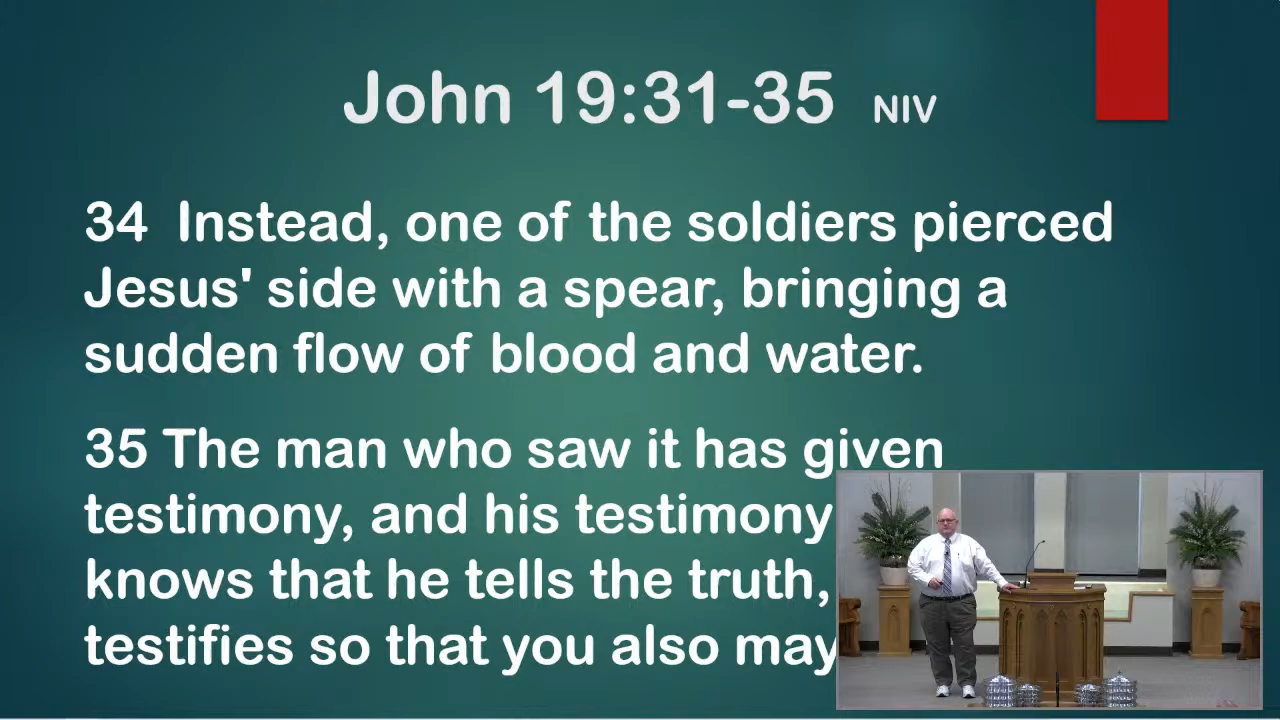 John 19:31-35 NIV
34 Instead, one of the soldiers pierced
Jesus' side with a spear, bringing a
sudden flow of blood and water.
35 The man who saw it has given
testimony, and his testimony
knows that he tells the truth,
testifies so that you also may